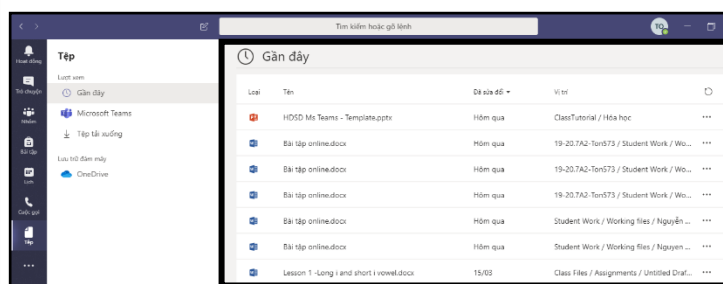 Tìm kiếm hoặc gõ lệnh
TQ
Hoạt động
Trò chuyện
Nhóm
Bài tập
Lịch
Cuộc gọi
Tệp
Tệp
Lượt xem
Gần đây
Microsoft Teams
Tệp tải xuống
Lưu trữ đám mây
OneDrive
Gần đây
Loại Tên Đã sửa đổi Vị trí
HDSD Ms Teams - Template.pptx Hôm qua ClassTutorial / Hóa học
Bài tập online.docx Hôm qua 19-20.7A2-Ton573 / Student Work / Wo...
Bài tập online.docx Hôm qua 19-20.7A2-Ton573 / Student Work / Wo...
Bài tập online.docx Hôm qua 19-20.7A2-Ton573 / Student Work / Wo...
Bài tập online.docx Hôm qua Student Work / Working files / Nguyễn ...
Bài tập online.docx Hôm qua Student Work / Working files / Nguyen ...
Lesson 1 -Long i and short i vowel.docx 15/03 Class Files / Assignments / Untitled Draf...